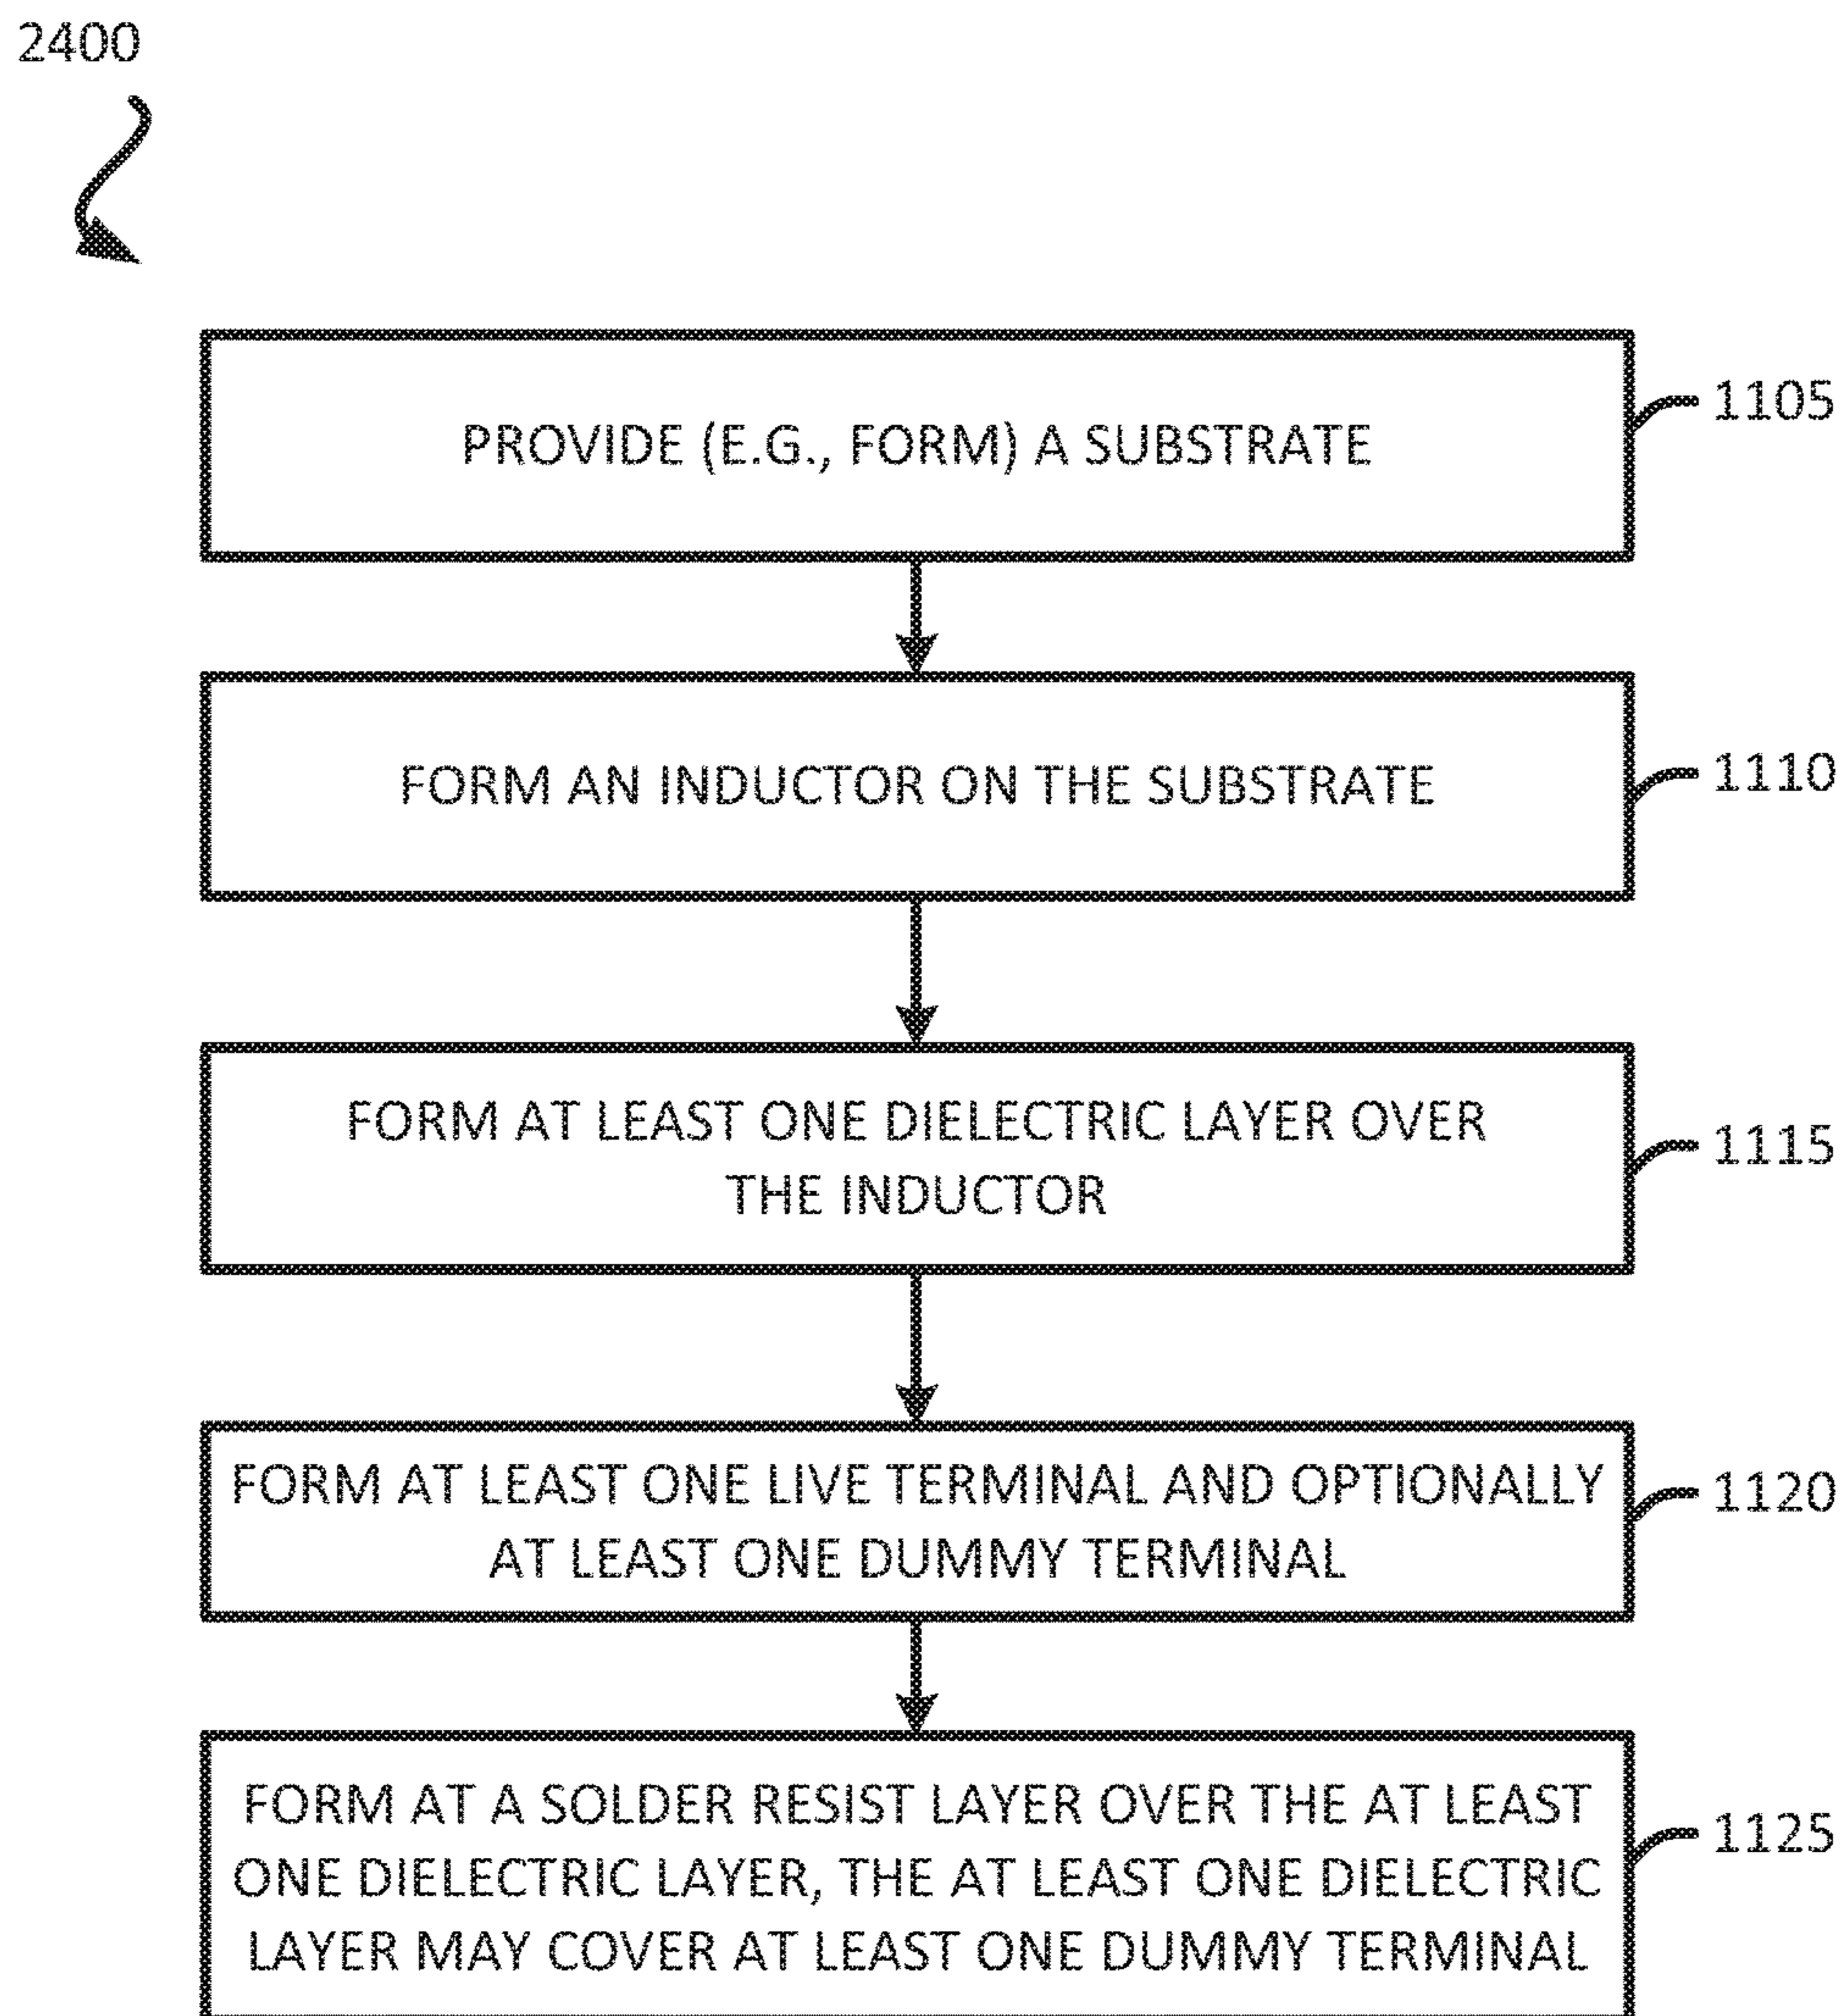 2400
PROVIDE (E.G., FORM) A SUBSTRATE
1105
FORM AN INDUCTOR ON THE SUBSTRATE
1110
FORM AT LEAST ONE DIELECTRIC LAYER OVER
THE INDUCTOR
1115
FORM AT LEAST ONE LIVE TERMINAL AND OPTIONALLY
AT LEAST ONE DUMMY TERMINAL
1120
FORM AT A SOLDER RESIST LAYER OVER THE AT LEAST
ONE DIELECTRIC LAYER, THE AT LEAST ONE DIELECTRIC
LAYER MAY COVER AT LEAST ONE DUMMY TERMINAL
1125